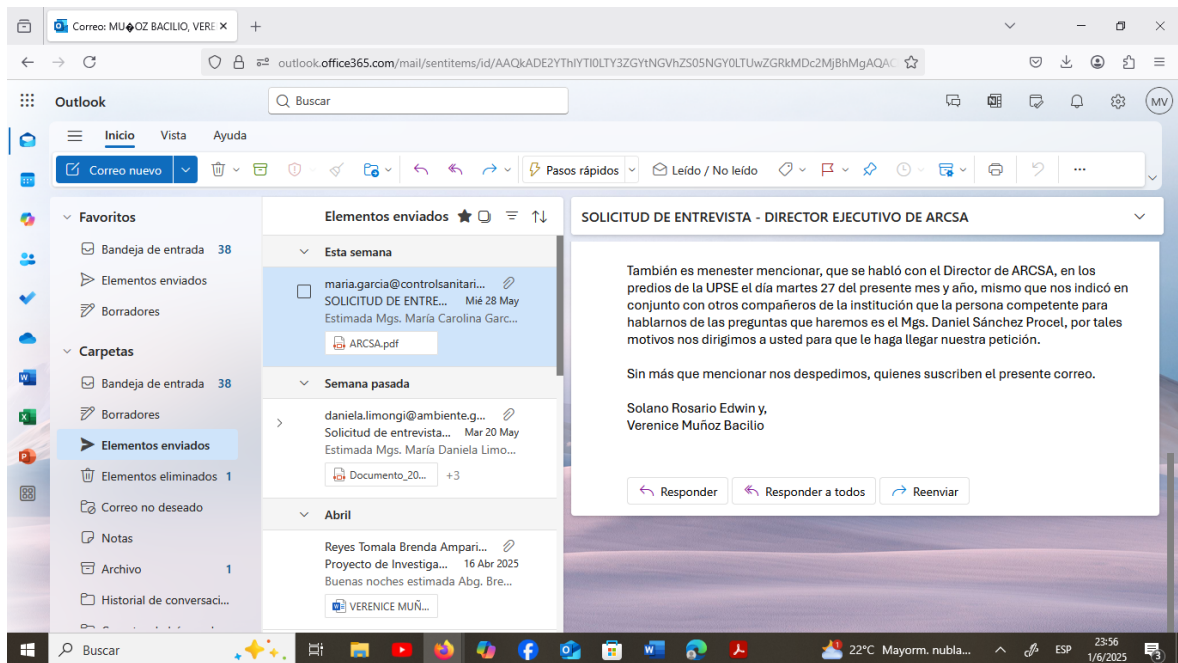 Correo: MU�OZ BACILIO, VERE
outlook.office365.com/mail/sentitems/id/AAQkADE2YThIYTI0LTY3ZGYtNGVhZS05NGY0LTUwZGRkMDc2MjBhMgAQAC
Outlook
Buscar
MV
Inicio Vista Ayuda
Correo nuevo
Pasos rápidos
Leído / No leído
Favoritos
Bandeja de entrada 38
Elementos enviados
Borradores
Carpetas
Bandeja de entrada 38
Borradores
Elementos enviados
Elementos eliminados 1
Correo no deseado
Notas
Archivo 1
Historial de conversaci...
Elementos enviados
Esta semana
maria.garcia@controlsanitari...
SOLICITUD DE ENTRE... Mié 28 May
Estimada Mgs. María Carolina Garc...
ARCSA.pdf
Semana pasada
daniela.limongi@ambiente.g...
Solicitud de entrevista... Mar 20 May
Estimada Mgs. María Daniela Limo...
Documento_20... +3
Abril
Reyes Tomala Brenda Ampari...
Proyecto de Investiga... 16 Abr 2025
Buenas noches estimada Abg. Bre...
VERENICE MUÑ...
SOLICITUD DE ENTREVISTA - DIRECTOR EJECUTIVO DE ARCSA
También es menester mencionar, que se habló con el Director de ARCSA, en los
predios de la UPSE el día martes 27 del presente mes y año, mismo que nos indicó en
conjunto con otros compañeros de la institución que la persona competente para
hablarnos de las preguntas que haremos es el Mgs. Daniel Sánchez Procel, por tales
motivos nos dirigimos a usted para que le haga llegar nuestra petición.
Sin más que mencionar nos despedimos, quienes suscriben el presente correo.
Solano Rosario Edwin y,
Verenice Muñoz Bacilio
Responder
Responder a todos
Reenviar
Buscar
22°C Mayorm. nubla...
ESP
23:56
1/6/2025
3